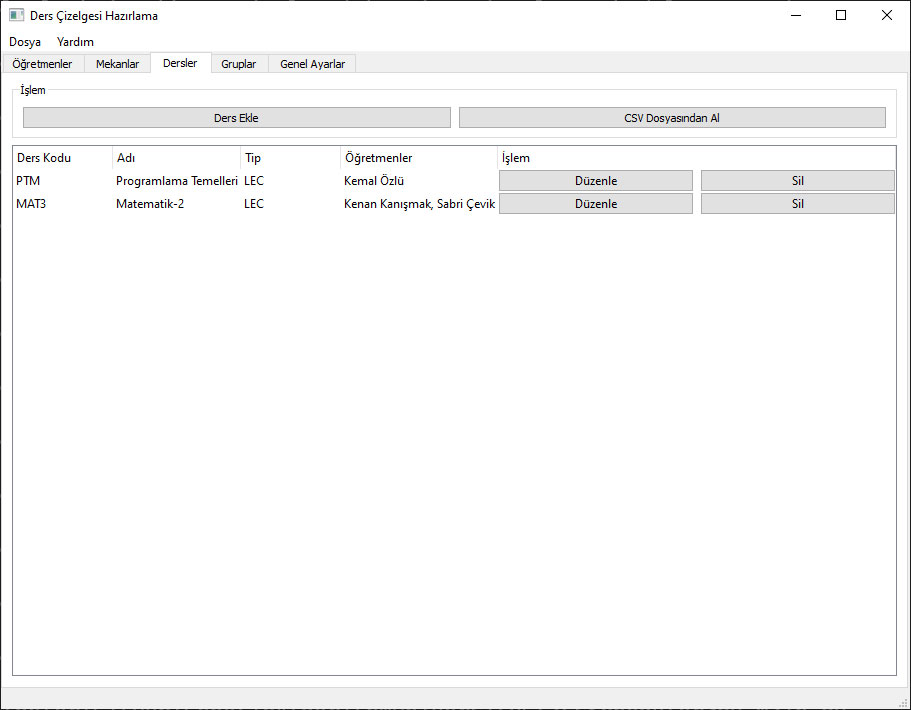 Ders Çizelgesi Hazırlama
Dosya Yardım
Öğretmenler Mekanlar Dersler Gruplar Genel Ayarlar
İşlem
Ders Ekle CSV Dosyasından Al
Ders Kodu Adı Tip Öğretmenler İşlem
PTM Programlama Temelleri LEC Kemal Özlü Düzenle Sil
MAT3 Matematik-2 LEC Kenan Kanışmak, Sabri Çevik Düzenle Sil